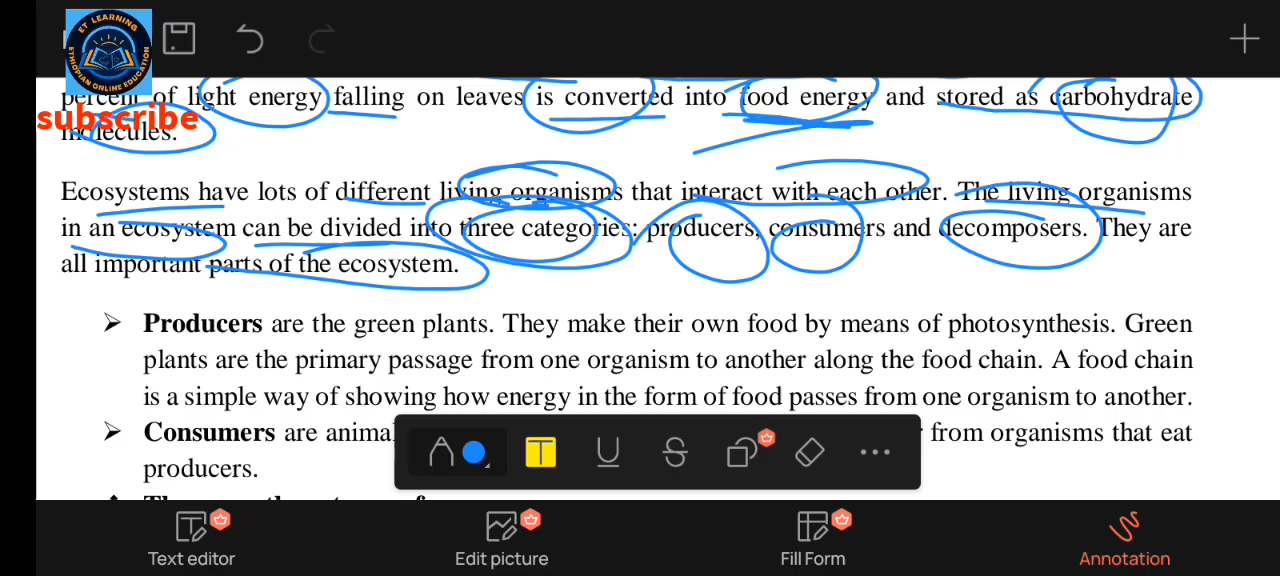 ET LEARNING
ETHIOPIAN ONLINE EDUCATION
subscribe
percent of light energy falling on leaves is converted into food energy and stored as carbohydrate
molecules.
Ecosystems have lots of different living organisms that interact with each other. The living organisms
in an ecosystem can be divided into three categories: producers, consumers and decomposers. They are
all important parts of the ecosystem.
➢ Producers are the green plants. They make their own food by means of photosynthesis. Green
plants are the primary passage from one organism to another along the food chain. A food chain
is a simple way of showing how energy in the form of food passes from one organism to another.
➢ Consumers are from organisms that eat
producers.
Text editor
Edit picture
Fill Form
Annotation